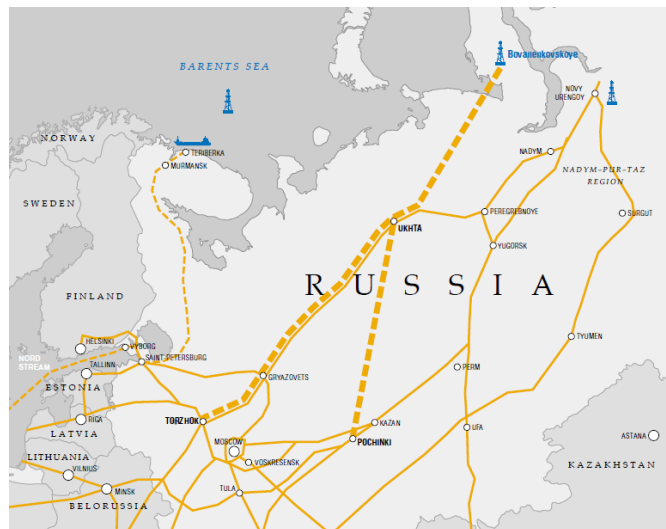 Bovanenkovskoye
BARENTS SEA
NOVY
URENGOY
NORWAY
TERIBERKA
NADYM
MURMANSK
NADYM–PUR-TAZ
REGION
SWEDEN
PEREGREBNOYE
SURGUT
UKHTA
YUGORSK
RUSSIA
FINLAND
HELSINKI
VYBORG
TYUMEN
NORD
STREAM
SAINT PETERSBURG
TALLINN
PERM
ESTONIA
GRYAZOVETS
RIGA
TORZHOK
KAZAN
UFA
LATVIA
MOSCOW
POCHINKI
ASTANA
LITHUANIA
VOSKRESENSK
KAZAKHSTAN
VILNIUS
MINSK
TULA
BELORUSSIA